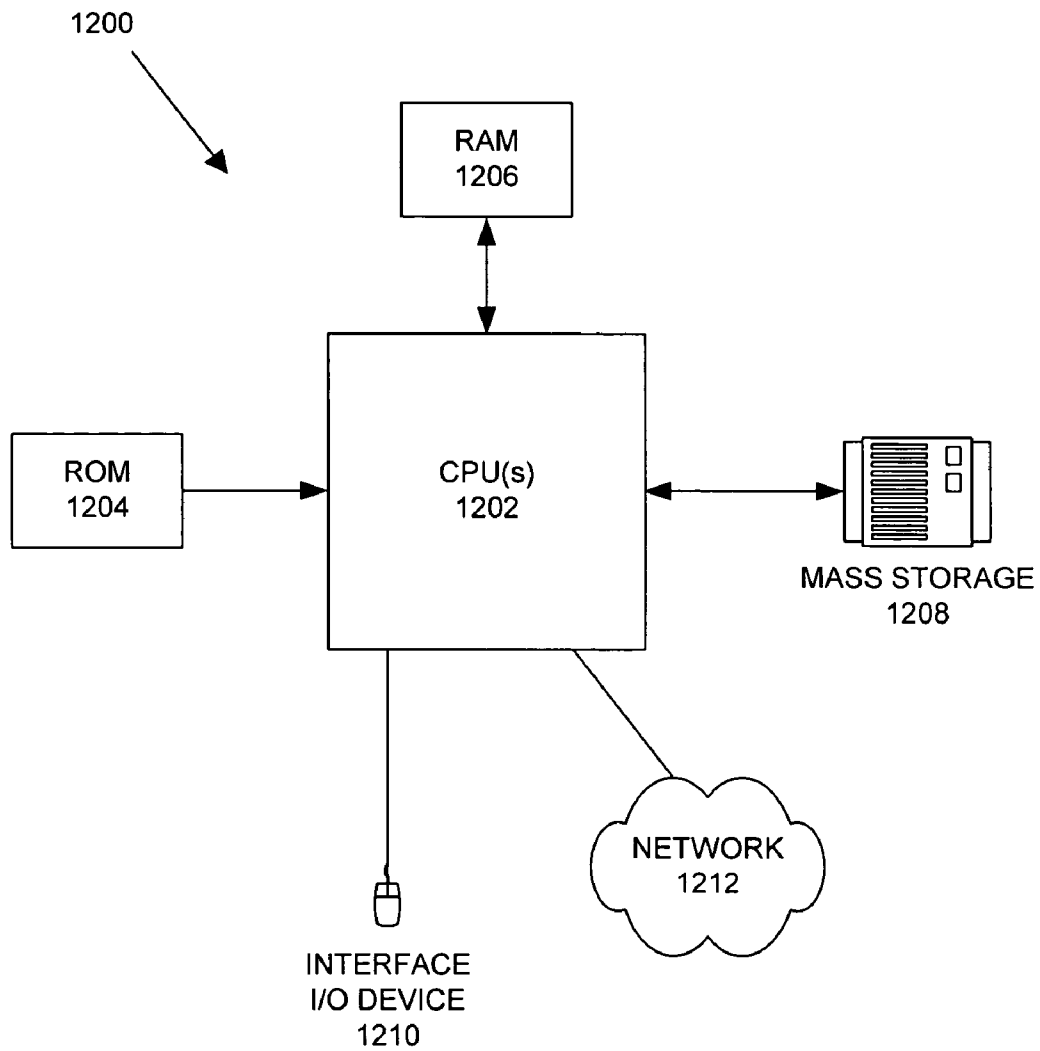 1200
RAM
1206
ROM
1204
CPU(s)
1202
MASS STORAGE
1208
NETWORK
1212
INTERFACE
I/O DEVICE
1210